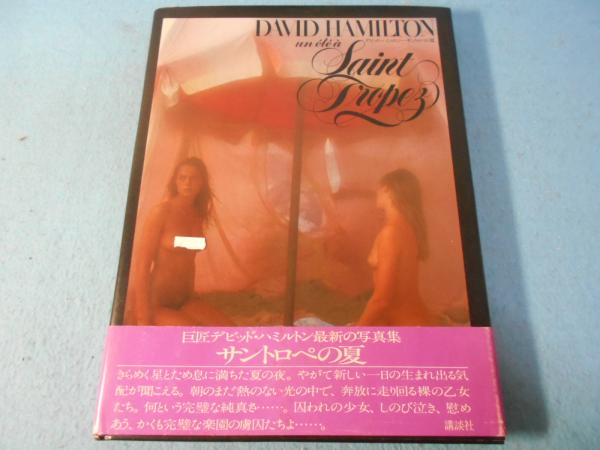 DAVID HAMILTON
un été à
Saint
Tropez
巨匠デビッド・ハミルトン最新の写真集
サントロペの夏
きらめく星とため息に満ちた夏の夜。やがて新しい一日の生まれ出る気
配が聞こえる。朝のまだ熱のない光の中で、奔放に走り回る裸の乙女
たち。何という完璧な純真さ……。囚われの少女、しのび泣き、慰め
あう、かくも完璧な楽園の虜囚たちよ……。
講談社